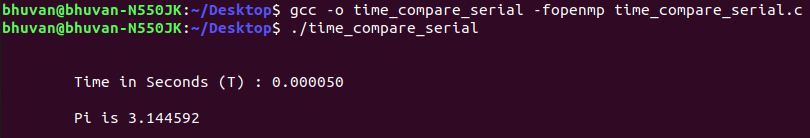 bhuvan@bhuvan-N550JK:~/Desktop$ gcc -o time_compare_serial -fopenmp time_compare_serial.c
bhuvan@bhuvan-N550JK:~/Desktop$ ./time_compare_serial
Time in Seconds (T) : 0.000050
Pi is 3.144592